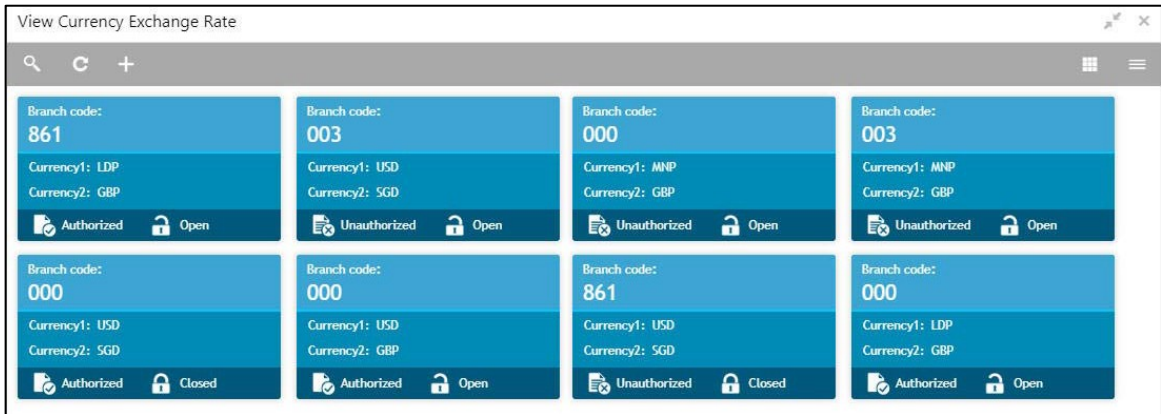 View Currency Exchange Rate
Branch code:
861
Currency1: LDP
Currency2: GBP
Authorized Open
Branch code:
003
Currency1: USD
Currency2: SGD
Unauthorized Open
Branch code:
000
Currency1: MNP
Currency2: GBP
Unauthorized Open
Branch code:
003
Currency1: MNP
Currency2: GBP
Unauthorized Open
Branch code:
000
Currency1: USD
Currency2: SGD
Authorized Closed
Branch code:
000
Currency1: USD
Currency2: GBP
Authorized Open
Branch code:
861
Currency1: USD
Currency2: SGD
Unauthorized Closed
Branch code:
000
Currency1: LDP
Currency2: GBP
Authorized Open